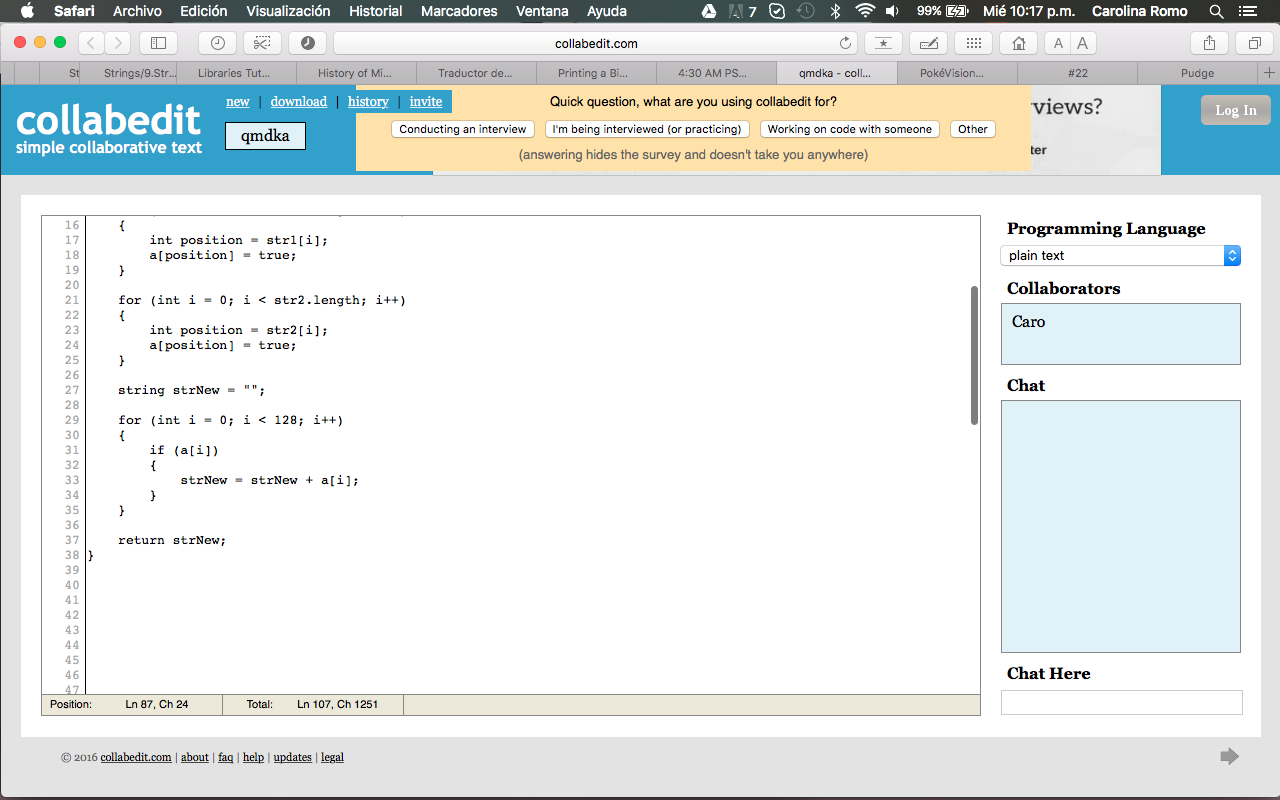 Safari Archivo Edición Visualización Historial Marcadores Ventana Ayuda 7 99% Mié 10:17 p.m. Carolina Romo
collabedit.com
A A
St Strings/9.Str... Libraries Tut... History of Mi... Traductor de... Printing a Bi... 4:30 AM PS... qmdka - coll... PokéVision... #22 Pudge +
collabedit
simple collaborative text
new | download | history | invite
qmdka
Quick question, what are you using collabedit for?
Conducting an interview I'm being interviewed (or practicing) Working on code with someone Other
(answering hides the survey and doesn't take you anywhere)
views?
ter
Log In
16 {
17 int position = str1[i];
18 a[position] = true;
19 }
20
21 for (int i = 0; i < str2.length; i++)
22 {
23 int position = str2[i];
24 a[position] = true;
25 }
26
27 string strNew = "";
28
29 for (int i = 0; i < 128; i++)
30 {
31 if (a[i])
32 {
33 strNew = strNew + a[i];
34 }
35 }
36
37 return strNew;
38 }
39
40
41
42
43
44
45
46
47
Position: Ln 87, Ch 24 Total: Ln 107, Ch 1251
Programming Language
plain text
Collaborators
Caro
Chat
Chat Here
© 2016 collabedit.com | about | faq | help | updates | legal